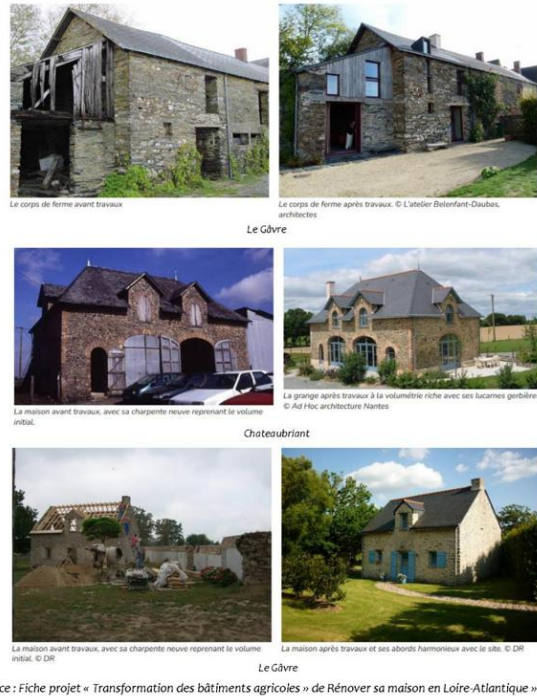 Le corps de ferme avant travaux
Le corps de ferme après travaux. © L'atelier Belenfant-Daubas,
architectes
Le Gâvre
La maison avant travaux, avec sa charpente neuve reprenant le volume
initial.
La grange après travaux à la volumétrie riche avec ses lucarnes gerbière
© Ad Hoc architecture Nantes
Chateaubriant
La maison avant travaux, avec sa charpente neuve reprenant le volume
initial. © DR
La maison après travaux et ses abords harmonieux avec le site. © DR
Le Gâvre
ce : Fiche projet « Transformation des bâtiments agricoles » de Rénover sa maison en Loire-Atlantique »